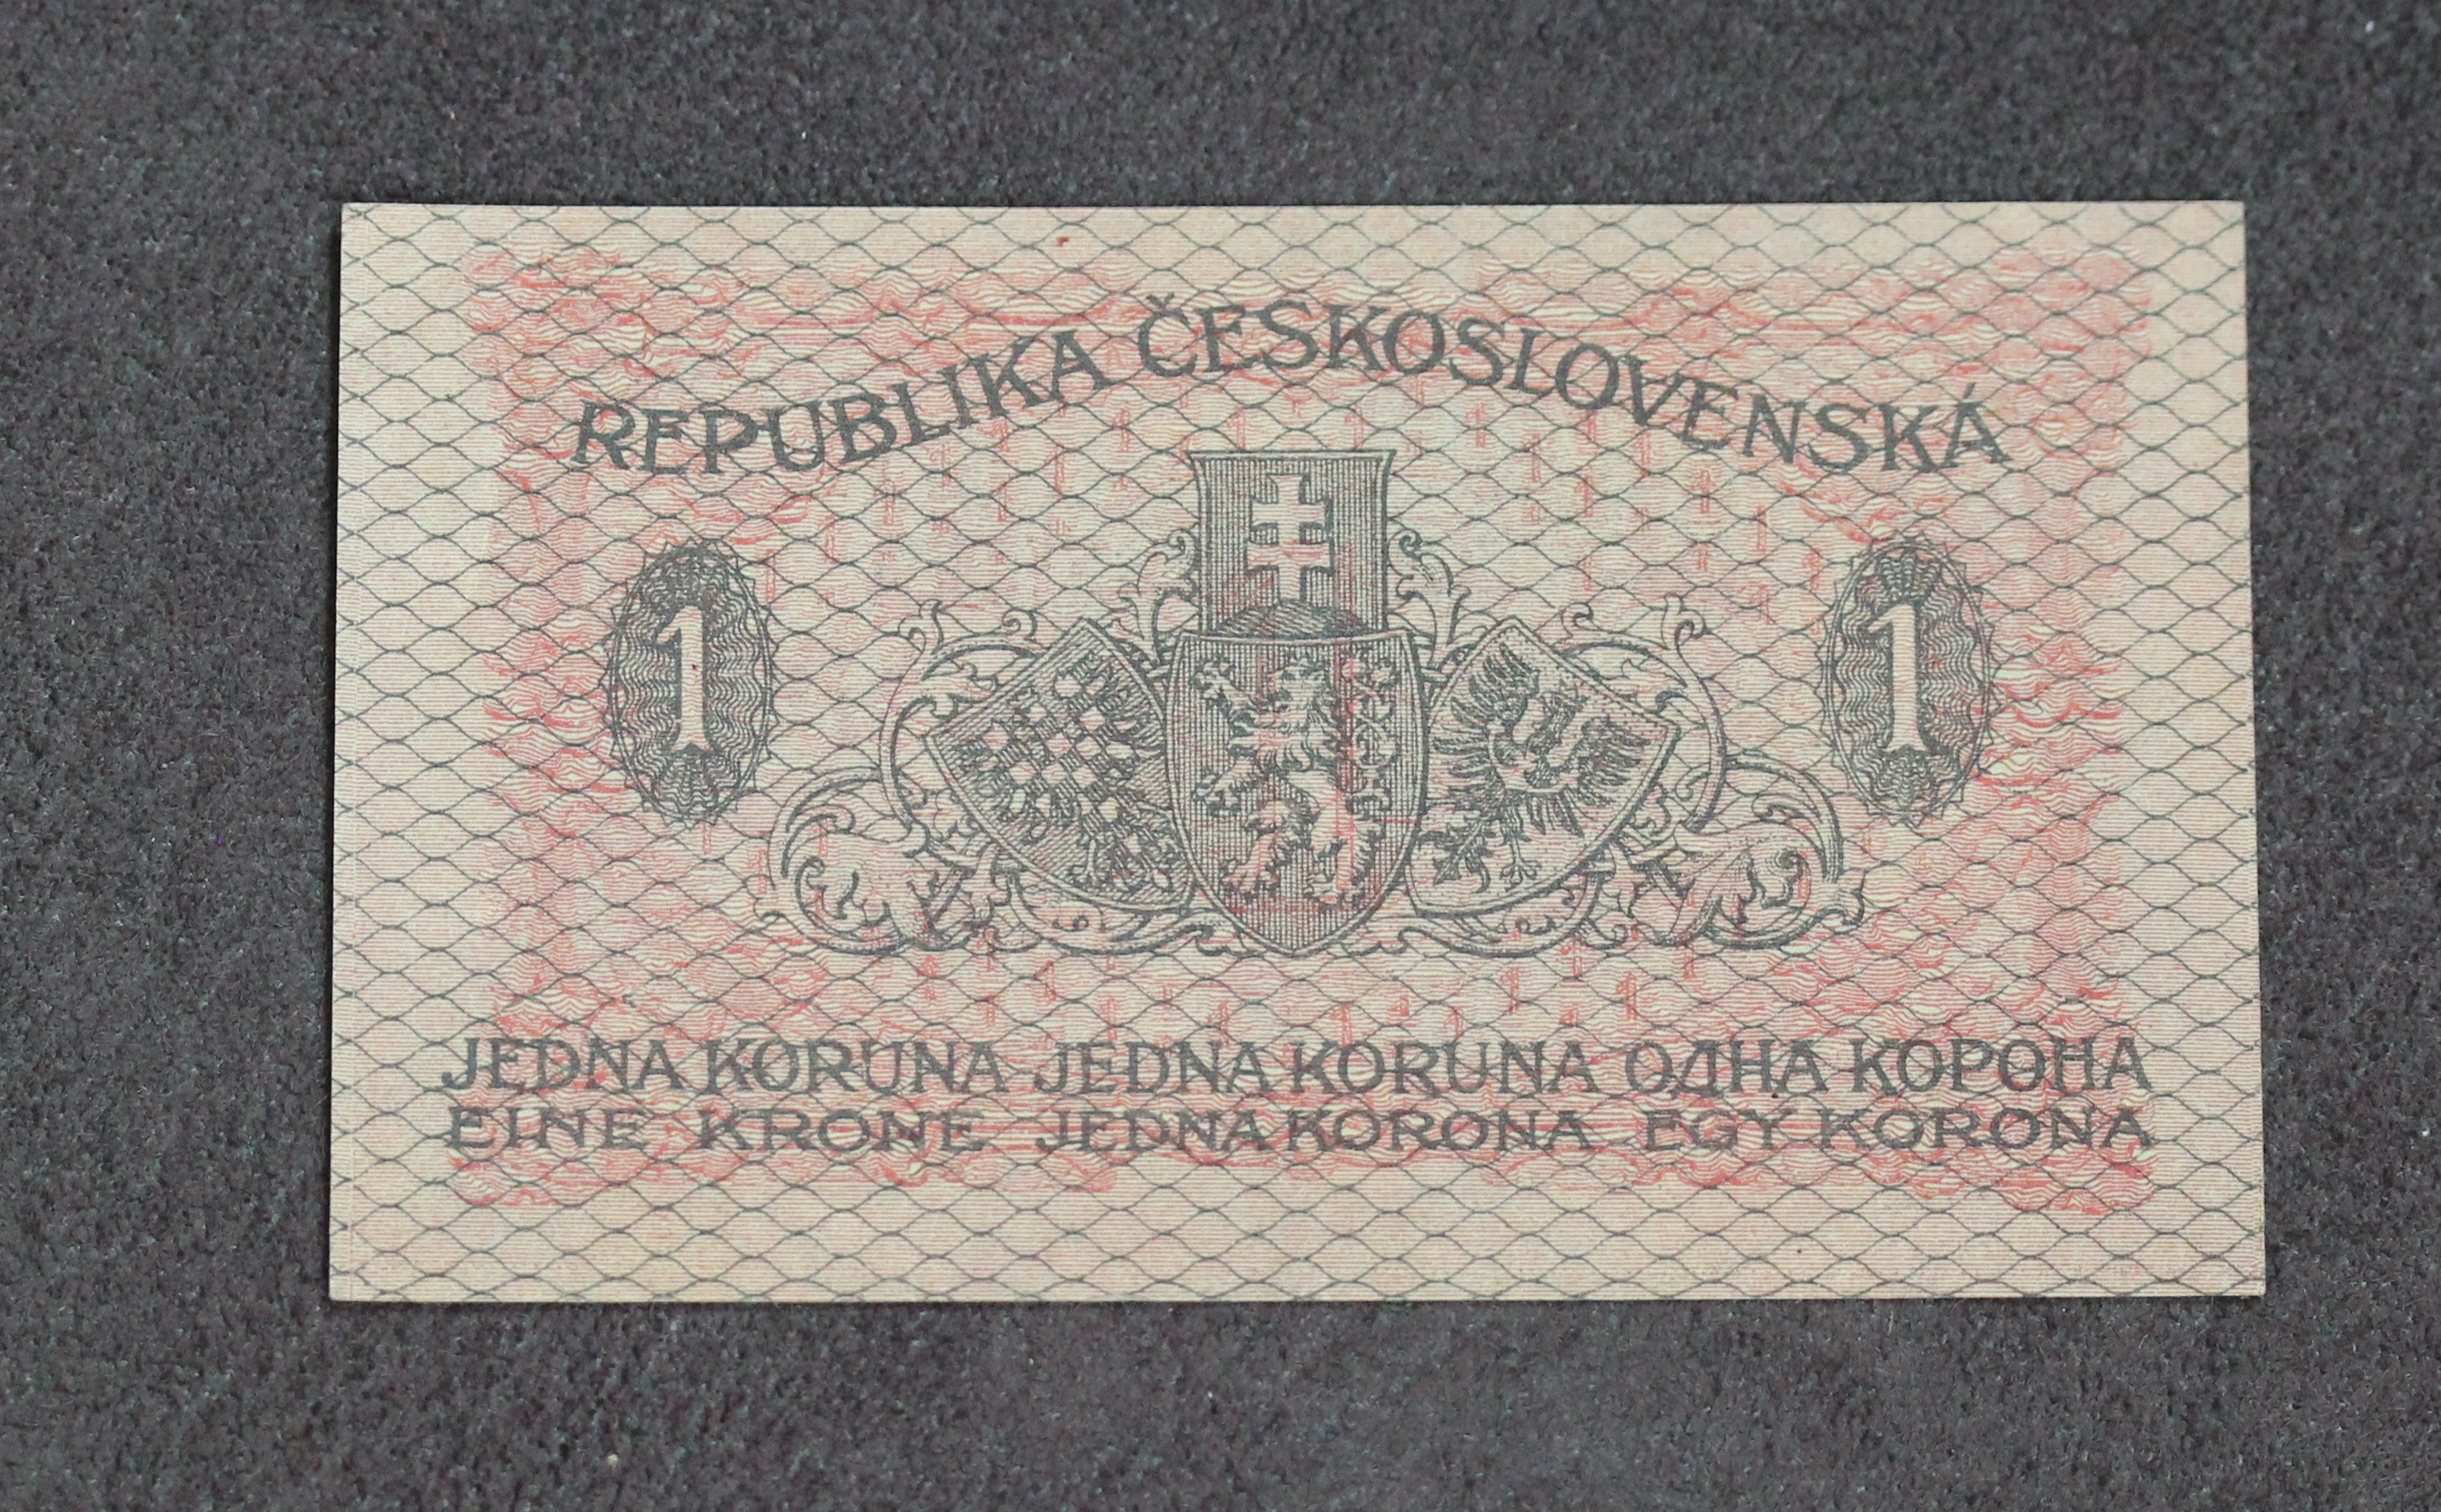 REPUBLIKA ČESKOSLOVENSKÁ
1 1
JEDNA KORUNA JEDNA KORUNA ОДНА КОРОНА
EINE KRONE JEDNA KORONA EGY KORONA